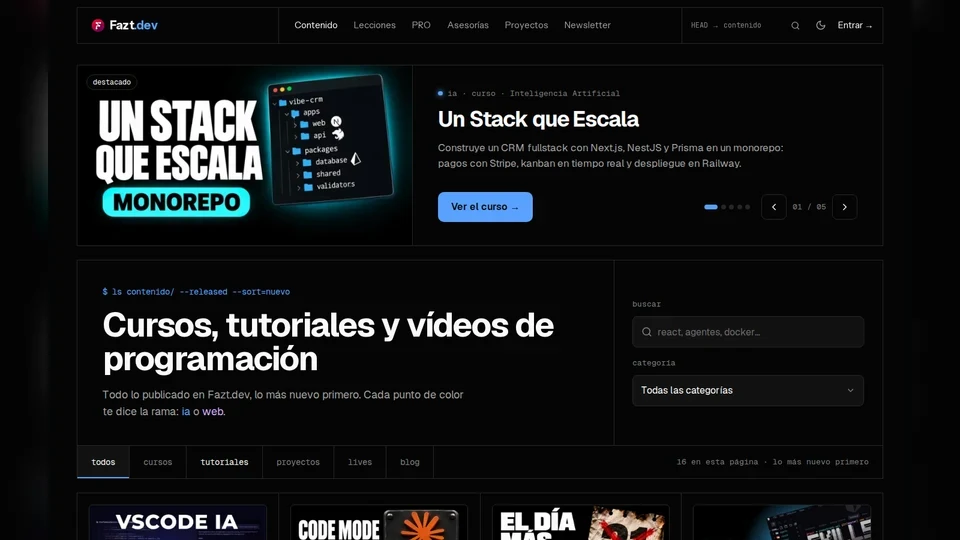 Fazt.dev
Contenido
Lecciones
PRO
Asesorías
Proyectos
Newsletter
HEAD → contenido
Entrar →
destacado
UN STACK
QUE ESCALA
MONOREPO
vibe-crm
apps
web
api
packages
database
shared
validators
ia · curso · Inteligencia Artificial
Un Stack que Escala
Construye un CRM fullstack con Next.js, NestJS y Prisma en un monorepo:
pagos con Stripe, kanban en tiempo real y despliegue en Railway.
Ver el curso →
01 / 05
$ ls contenido/ --released --sort=nuevo
Cursos, tutoriales y vídeos de
programación
Todo lo publicado en Fazt.dev, lo más nuevo primero. Cada punto de color
te dice la rama: ia o web.
buscar
react, agentes, docker…
categoría
Todas las categorías
todos
cursos
tutoriales
proyectos
lives
blog
16 en esta página · lo más nuevo primero
VSCODE IA
CODE MODE
EL DÍA
MÁS